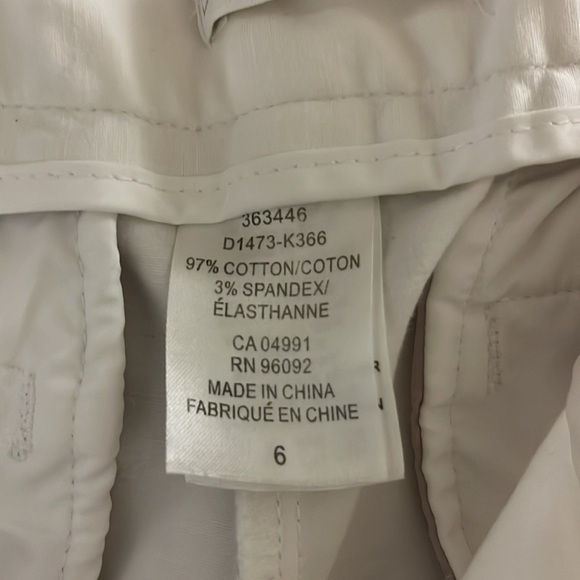 363446
D1473-K366
97% COTTON/COTON
3% SPANDEX/
ÉLASTHANNE
CA 04991
RN 96092
MADE IN CHINA
FABRIQUÉ EN CHINE
6